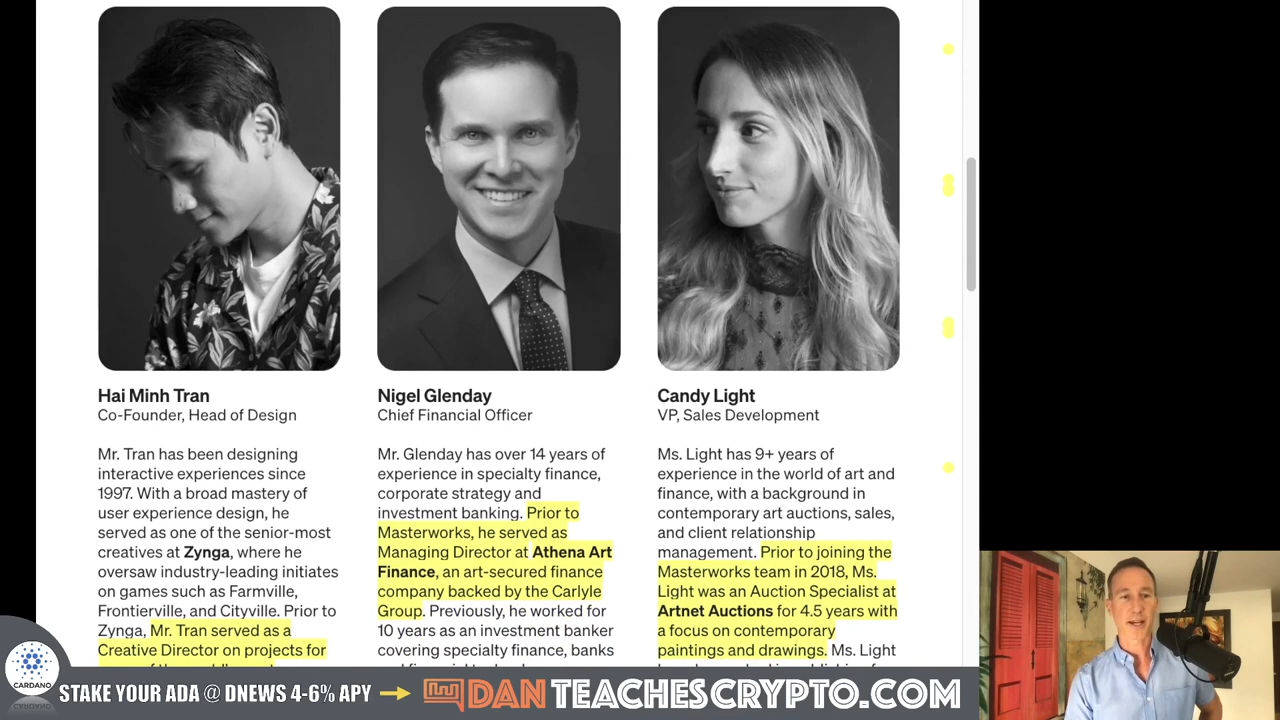 Hai Minh Tran
Co-Founder, Head of Design
Mr. Tran has been designing
interactive experiences since
1997. With a broad mastery of
user experience design, he
served as one of the senior-most
creatives at Zynga, where he
oversaw industry-leading initiates
on games such as Farmville,
Frontierville, and Cityville. Prior to
Zynga, Mr. Tran served as a
Creative Director on projects for
Nigel Glenday
Chief Financial Officer
Mr. Glenday has over 14 years of
experience in specialty finance,
corporate strategy and
investment banking. Prior to
Masterworks, he served as
Managing Director at Athena Art
Finance, an art-secured finance
company backed by the Carlyle
Group. Previously, he worked for
10 years as an investment banker
covering specialty finance, banks
Candy Light
VP, Sales Development
Ms. Light has 9+ years of
experience in the world of art and
finance, with a background in
contemporary art auctions, sales,
and client relationship
management. Prior to joining the
Masterworks team in 2018, Ms.
Light was an Auction Specialist at
Artnet Auctions for 4.5 years with
a focus on contemporary
paintings and drawings. Ms. Light
CARDANO
STAKE YOUR ADA @ DNEWS 4-6% APY
DANTEACHESCRYPTO.COM